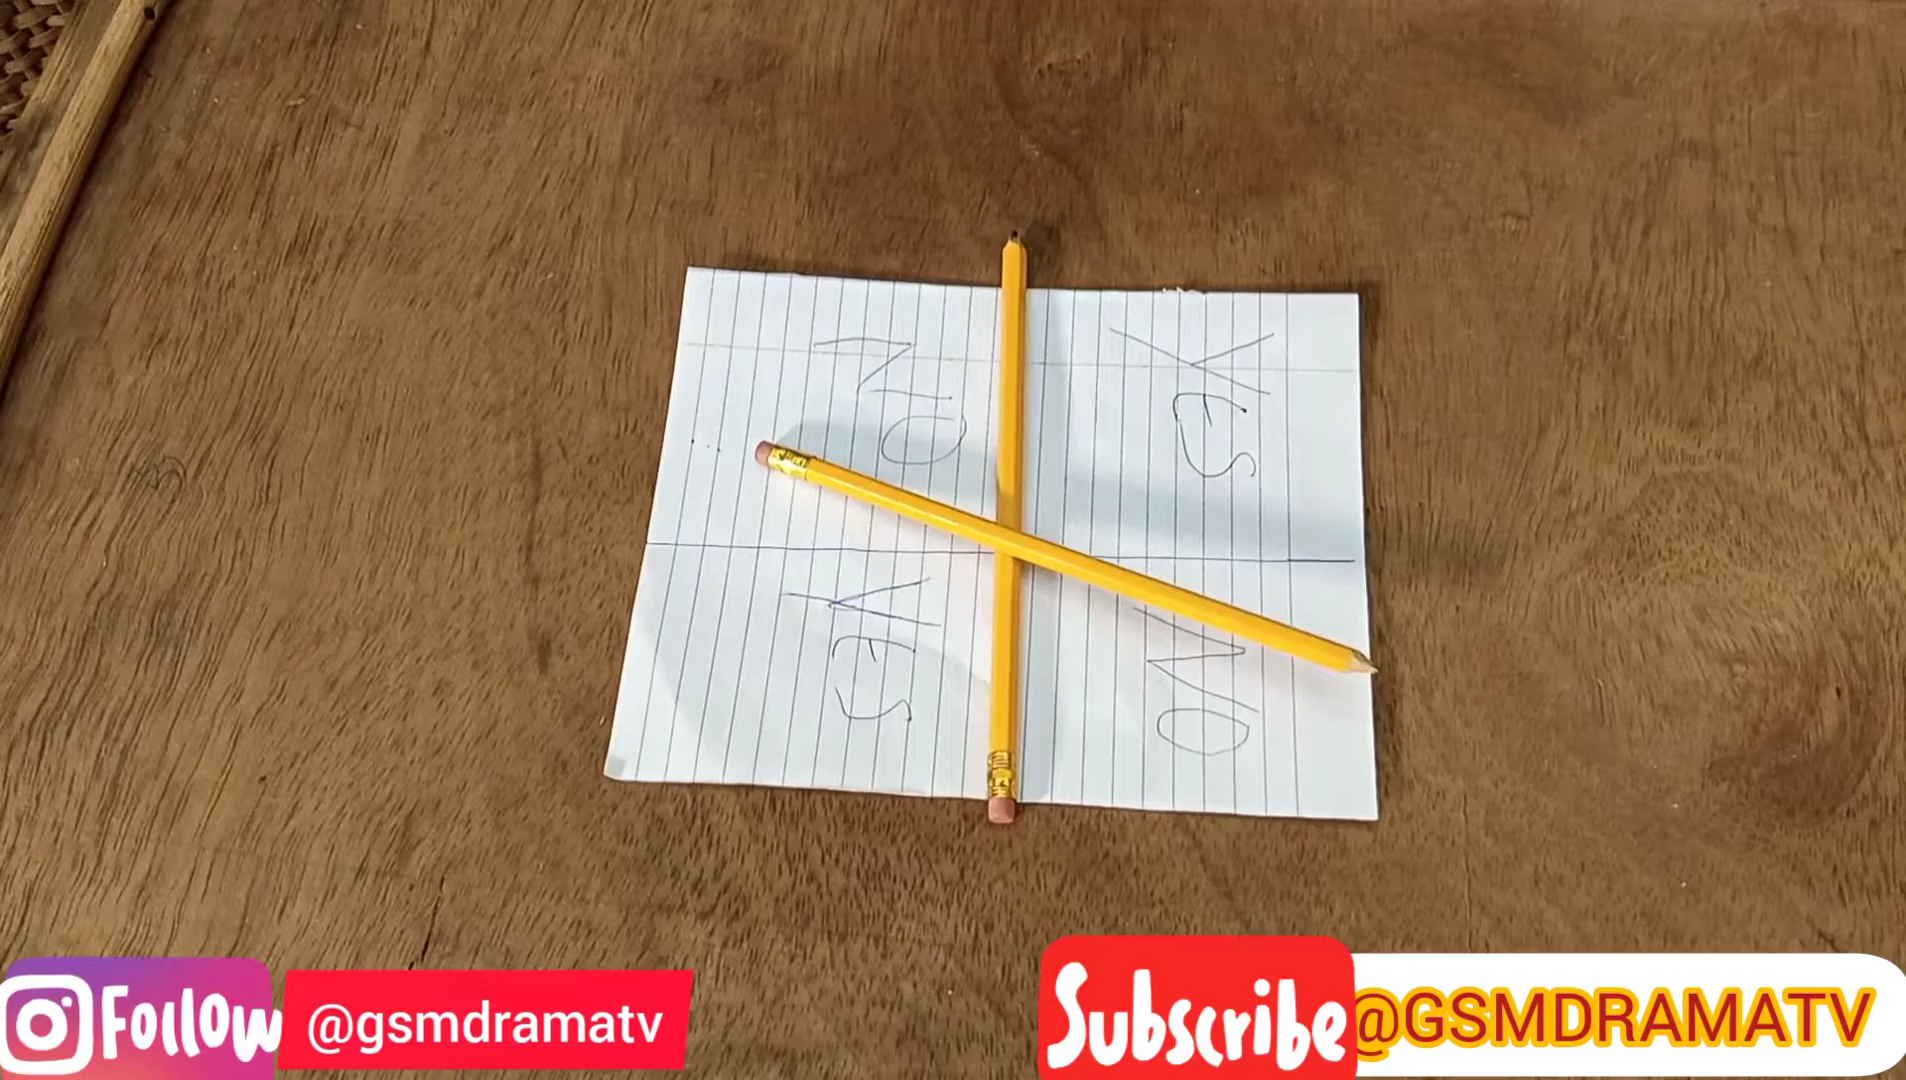 NO
YES
YES
NO
Follow @gsmdramatv
Subscribe @GSMDRAMATV